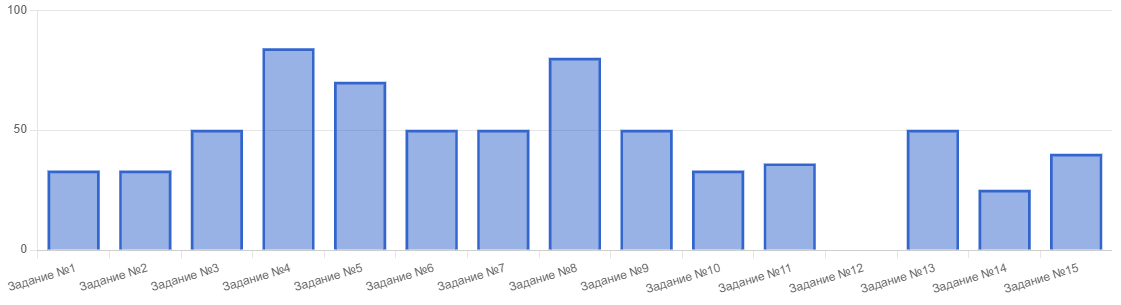 100
50
0
Задание №1
Задание №2
Задание №3
Задание №4
Задание №5
Задание №6
Задание №7
Задание №8
Задание №9
Задание №10
Задание №11
Задание №12
Задание №13
Задание №14
Задание №15